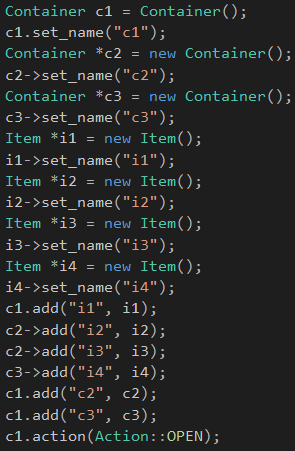 Container c1 = Container();
c1.set_name("c1");
Container *c2 = new Container();
c2->set_name("c2");
Container *c3 = new Container();
c3->set_name("c3");
Item *i1 = new Item();
i1->set_name("i1");
Item *i2 = new Item();
i2->set_name("i2");
Item *i3 = new Item();
i3->set_name("i3");
Item *i4 = new Item();
i4->set_name("i4");
c1.add("i1", i1);
c2->add("i2", i2);
c2->add("i3", i3);
c3->add("i4", i4);
c1.add("c2", c2);
c1.add("c3", c3);
c1.action(Action::OPEN);